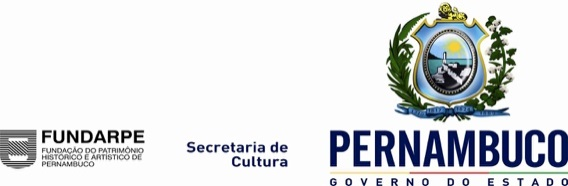 FUNDARPE
FUNDAÇÃO DO PATRIMÔNIO
HISTÓRICO E ARTÍSTICO DE
PERNAMBUCO
Secretaria de
Cultura
PERNAMBUCO
GOVERNO DO ESTADO